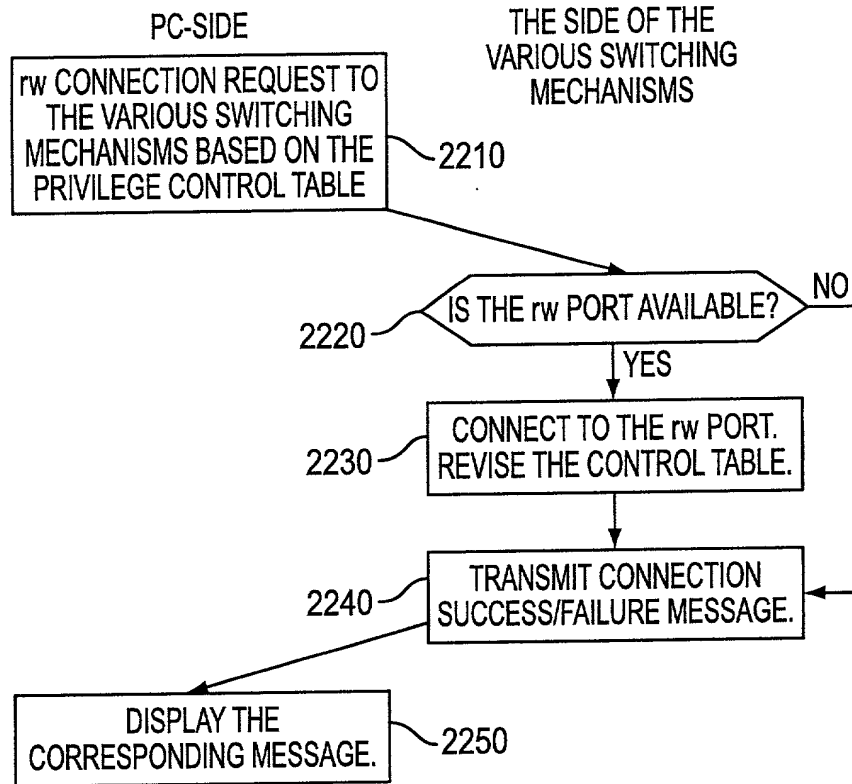 PC-SIDE
THE SIDE OF THE
VARIOUS SWITCHING
MECHANISMS
rw CONNECTION REQUEST TO
THE VARIOUS SWITCHING
MECHANISMS BASED ON THE
PRIVILEGE CONTROL TABLE
2210
IS THE rw PORT AVAILABLE?
NO
2220
YES
CONNECT TO THE rw PORT.
REVISE THE CONTROL TABLE.
2230
TRANSMIT CONNECTION
SUCCESS/FAILURE MESSAGE.
2240
DISPLAY THE
CORRESPONDING MESSAGE.
2250